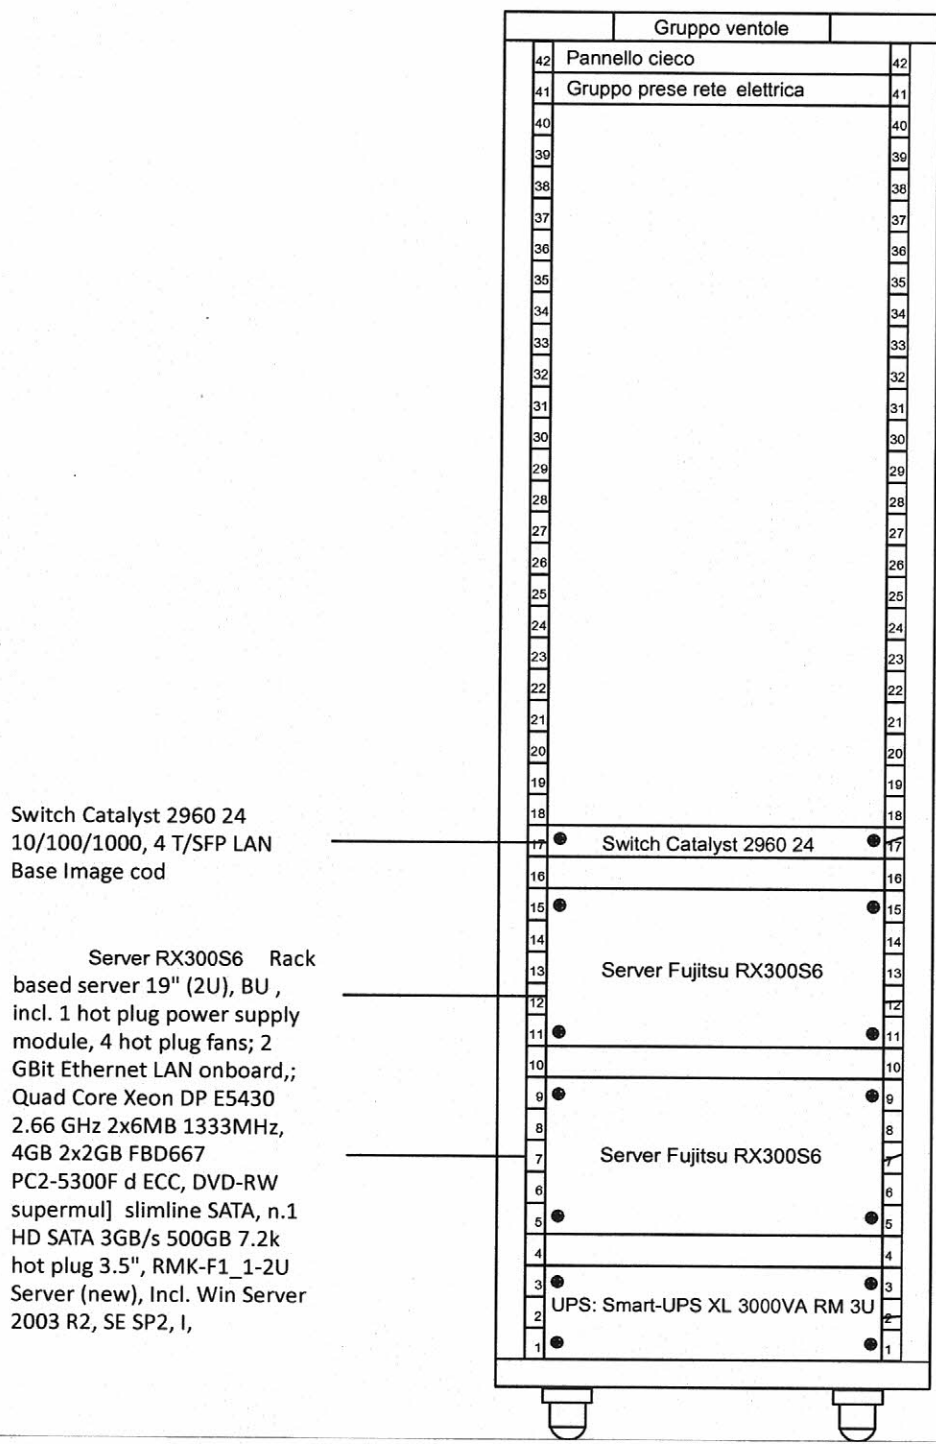 Gruppo ventole
42 Pannello cieco 42
41 Gruppo prese rete elettrica 41
40 40
39 39
38 38
37 37
36 36
35 35
34 34
33 33
32 32
31 31
30 30
29 29
28 28
27 27
26 26
25 25
24 24
23 23
22 22
21 21
20 20
19 19
18 18
17 Switch Catalyst 2960 24 17
16 16
15 15
14 14
13 Server Fujitsu RX300S6 13
12 12
11 11
10 10
9 9
8 8
7 Server Fujitsu RX300S6 7
6 6
5 5
4 4
3 3
UPS: Smart-UPS XL 3000VA RM 3U
2 2
1 1
Switch Catalyst 2960 24
10/100/1000, 4 T/SFP LAN
Base Image cod
Server RX300S6 Rack
based server 19" (2U), BU ,
incl. 1 hot plug power supply
module, 4 hot plug fans; 2
GBit Ethernet LAN onboard,;
Quad Core Xeon DP E5430
2.66 GHz 2x6MB 1333MHz,
4GB 2x2GB FBD667
PC2-5300F d ECC, DVD-RW
supermul] slimline SATA, n.1
HD SATA 3GB/s 500GB 7.2k
hot plug 3.5", RMK-F1_1-2U
Server (new), Incl. Win Server
2003 R2, SE SP2, I,